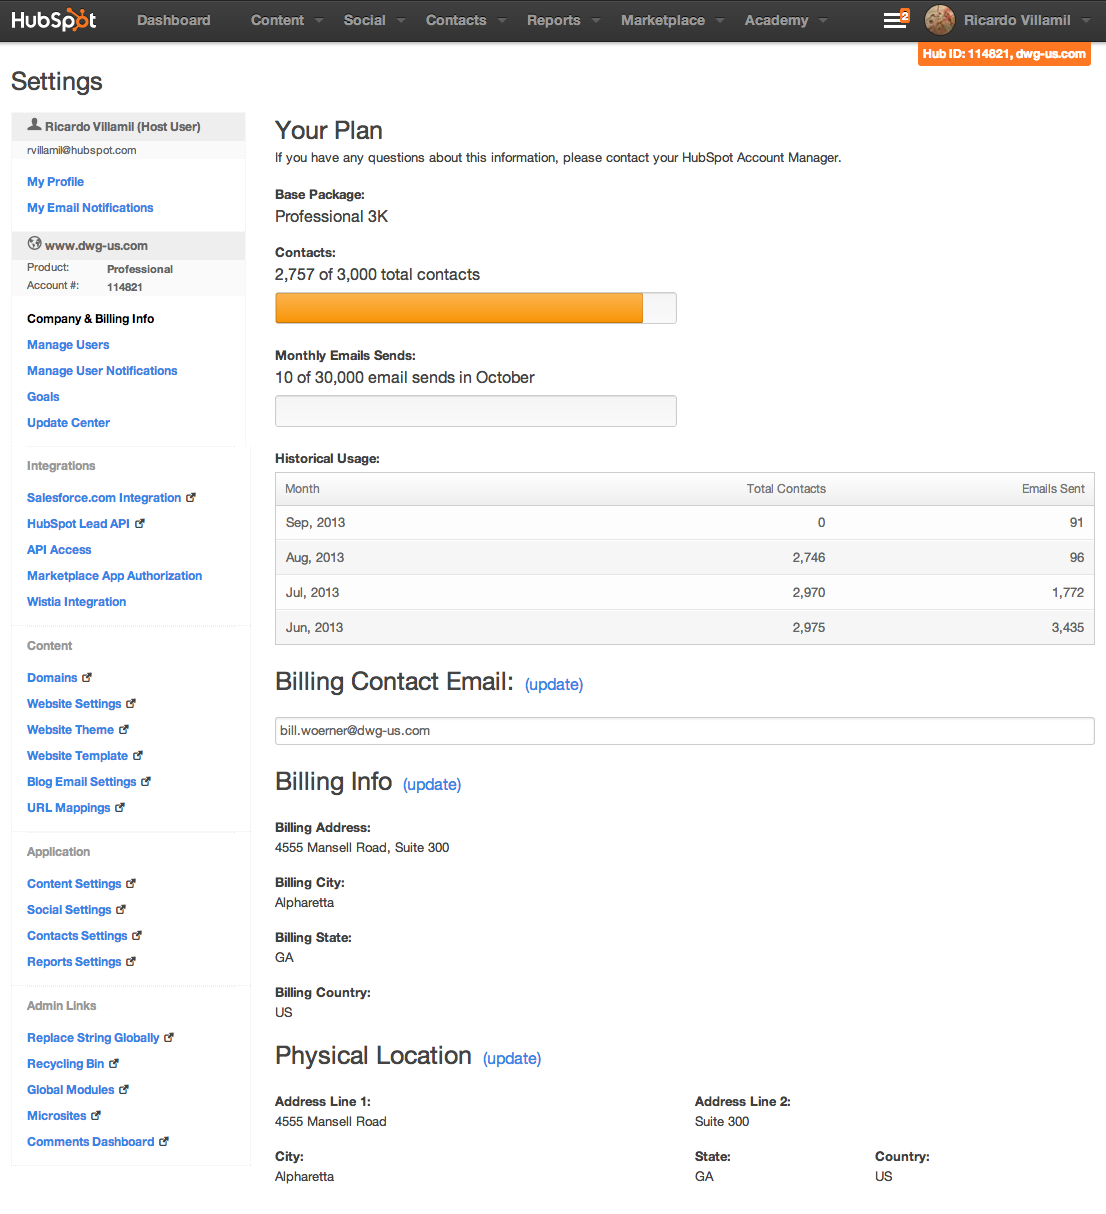 HubSpot Dashboard Content Social Contacts Reports Marketplace Academy 2 Ricardo Villamil
Hub ID: 114821, dwg-us.com
Settings
Ricardo Villamil (Host User)
rvillamil@hubspot.com
My Profile
My Email Notifications
www.dwg-us.com
Product: Professional
Account #: 114821
Company & Billing Info
Manage Users
Manage User Notifications
Goals
Update Center
Integrations
Salesforce.com Integration
HubSpot Lead API
API Access
Marketplace App Authorization
Wistia Integration
Content
Domains
Website Settings
Website Theme
Website Template
Blog Email Settings
URL Mappings
Application
Content Settings
Social Settings
Contacts Settings
Reports Settings
Admin Links
Replace String Globally
Recycling Bin
Global Modules
Microsites
Comments Dashboard
Your Plan
If you have any questions about this information, please contact your HubSpot Account Manager.
Base Package:
Professional 3K
Contacts:
2,757 of 3,000 total contacts
Monthly Emails Sends:
10 of 30,000 email sends in October
Historical Usage:
Month Total Contacts Emails Sent
Sep, 2013 0 91
Aug, 2013 2,746 96
Jul, 2013 2,970 1,772
Jun, 2013 2,975 3,435
Billing Contact Email: (update)
bill.woerner@dwg-us.com
Billing Info (update)
Billing Address:
4555 Mansell Road, Suite 300
Billing City:
Alpharetta
Billing State:
GA
Billing Country:
US
Physical Location (update)
Address Line 1: Address Line 2:
4555 Mansell Road Suite 300
City: State: Country:
Alpharetta GA US